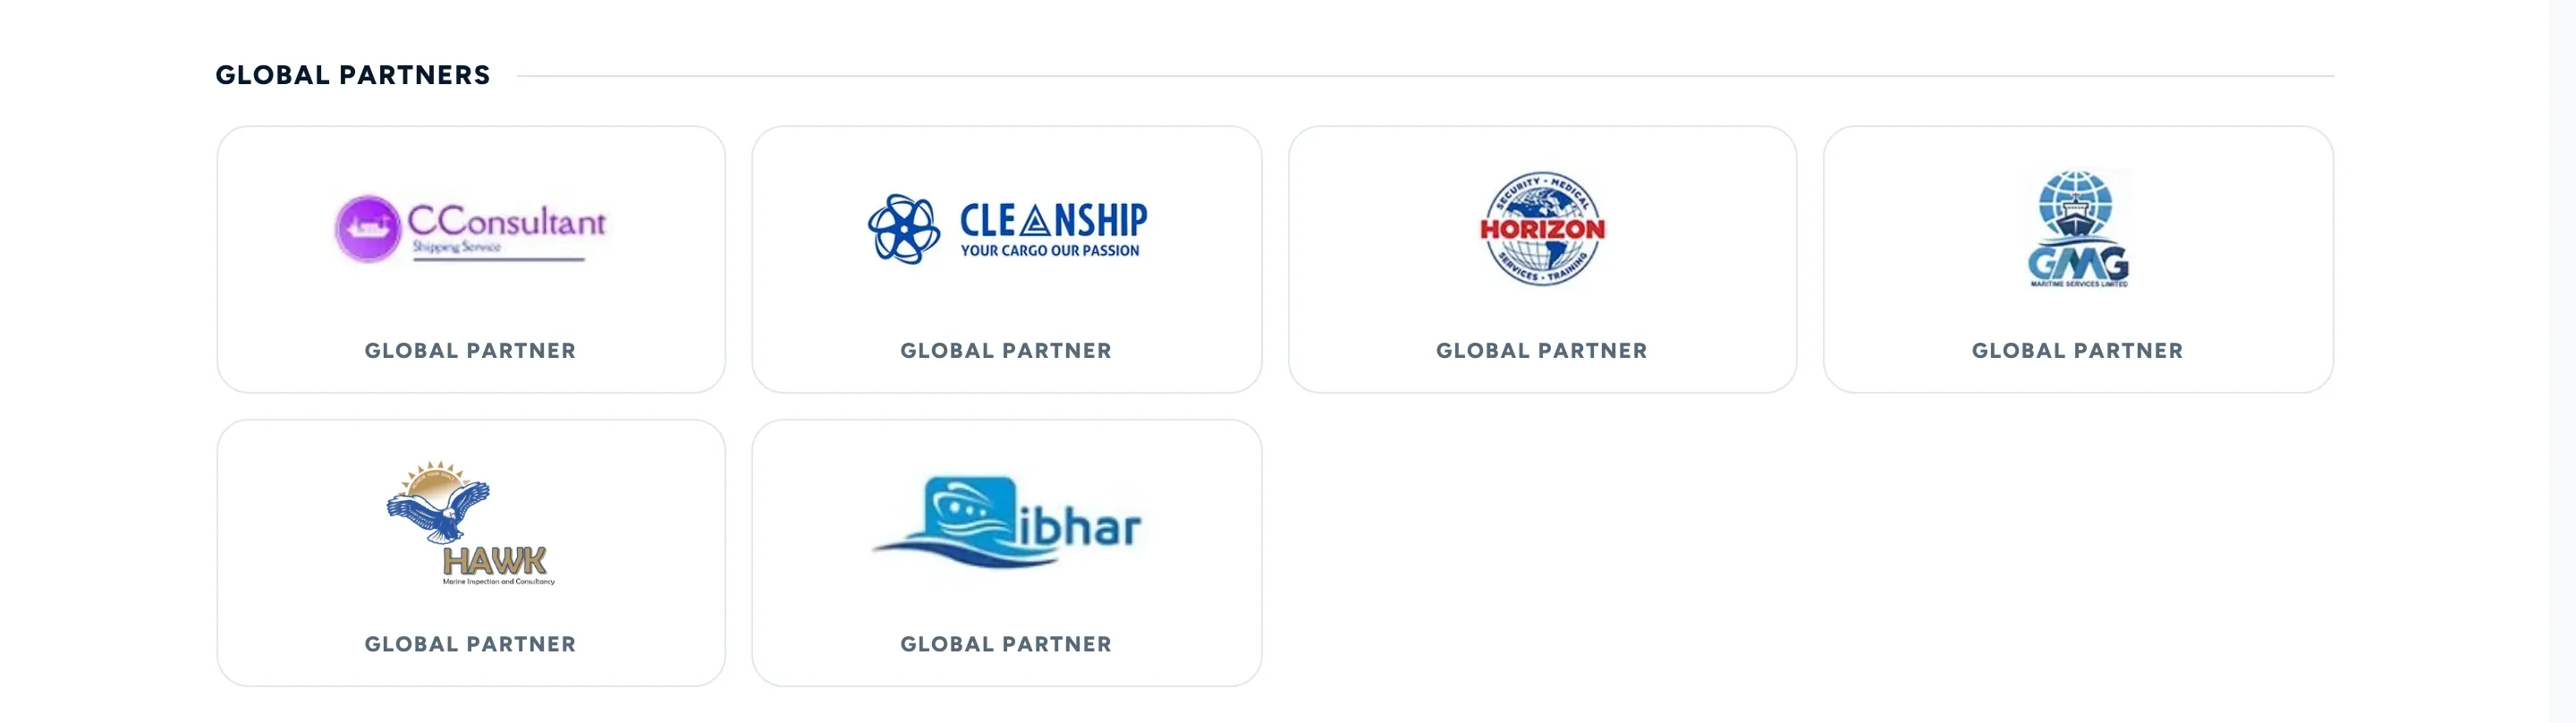 GLOBAL PARTNERS
CConsultant
Shipping Service
GLOBAL PARTNER
CLEANSHIP
YOUR CARGO OUR PASSION
GLOBAL PARTNER
SECURITY • MEDICAL
HORIZON
SERVICES • TRAINING
GLOBAL PARTNER
GMG
MARITIME SERVICES LIMITED
GLOBAL PARTNER
HAWK
Marine Inspection and Consultancy
GLOBAL PARTNER
ibhar
GLOBAL PARTNER